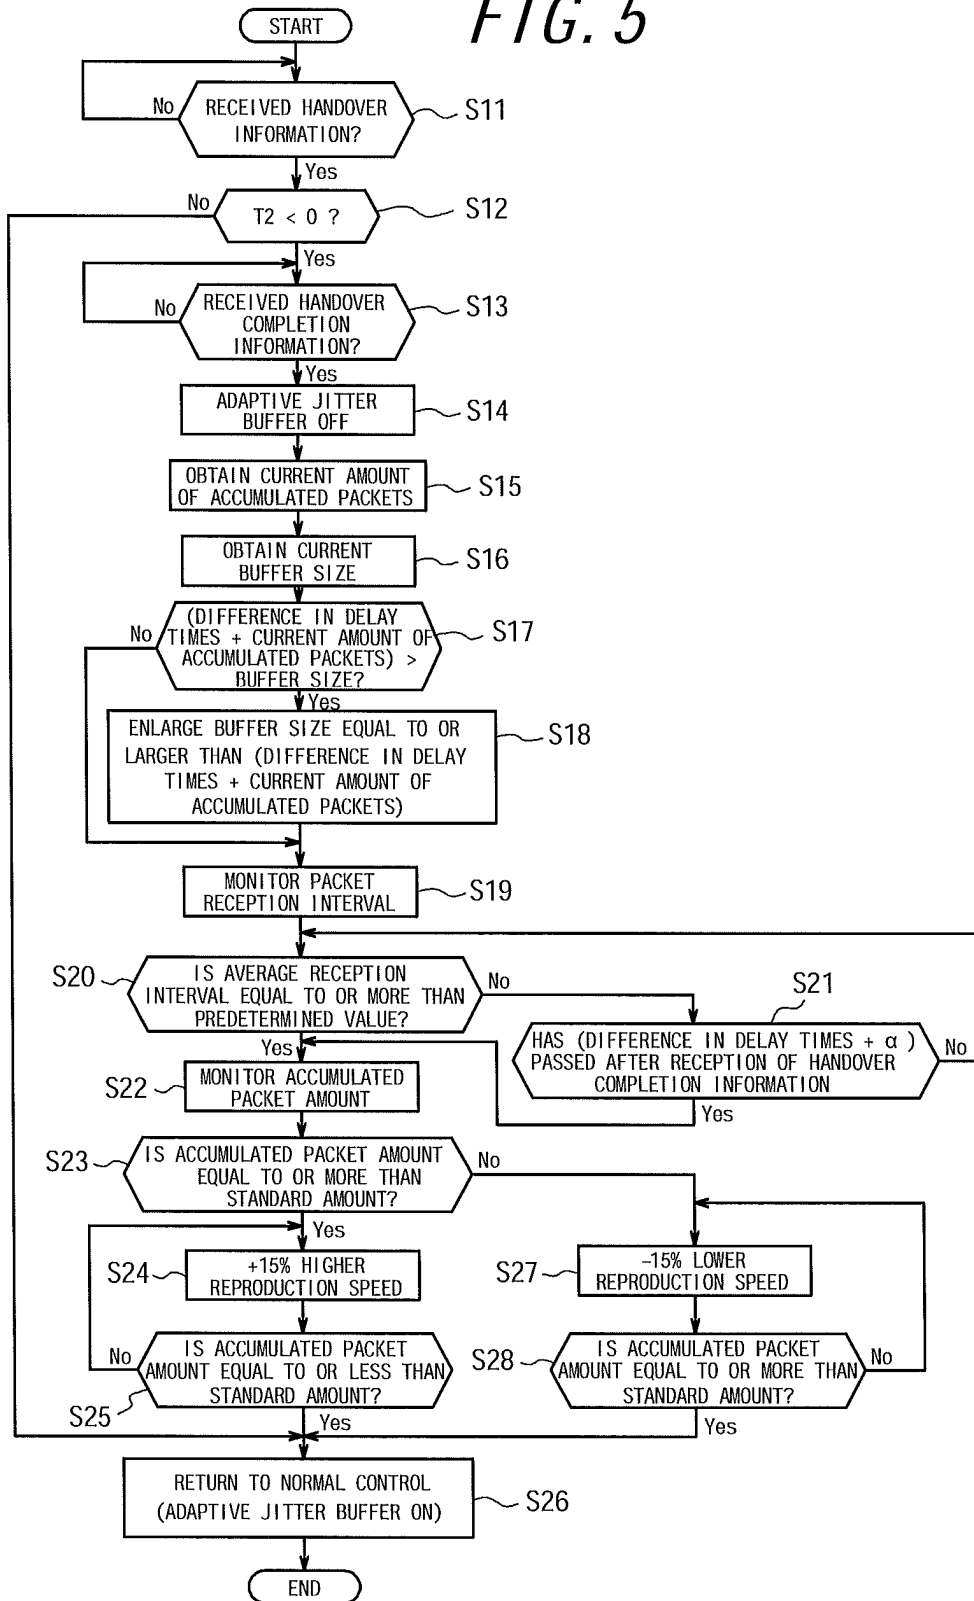 FIG. 5
START
No
RECEIVED HANDOVER
INFORMATION?
S11
Yes
No
T2 < 0 ?
S12
Yes
No
RECEIVED HANDOVER
COMPLETION
INFORMATION?
S13
Yes
ADAPTIVE JITTER
BUFFER OFF
S14
OBTAIN CURRENT AMOUNT
OF ACCUMULATED PACKETS
S15
OBTAIN CURRENT
BUFFER SIZE
S16
No
(DIFFERENCE IN DELAY
TIMES + CURRENT AMOUNT OF
ACCUMULATED PACKETS) >
BUFFER SIZE?
S17
Yes
ENLARGE BUFFER SIZE EQUAL TO OR
LARGER THAN (DIFFERENCE IN DELAY
TIMES + CURRENT AMOUNT OF
ACCUMULATED PACKETS)
S18
MONITOR PACKET
RECEPTION INTERVAL
S19
S20
IS AVERAGE RECEPTION
INTERVAL EQUAL TO OR MORE THAN
PREDETERMINED VALUE?
No
S21
HAS (DIFFERENCE IN DELAY TIMES + α )
PASSED AFTER RECEPTION OF HANDOVER
COMPLETION INFORMATION
No
Yes
Yes
S22
MONITOR ACCUMULATED
PACKET AMOUNT
S23
IS ACCUMULATED PACKET AMOUNT
EQUAL TO OR MORE THAN
STANDARD AMOUNT?
No
Yes
S24
+15% HIGHER
REPRODUCTION SPEED
S27
−15% LOWER
REPRODUCTION SPEED
No
IS ACCUMULATED PACKET
AMOUNT EQUAL TO OR LESS THAN
STANDARD AMOUNT?
S25
Yes
S28
IS ACCUMULATED PACKET
AMOUNT EQUAL TO OR MORE THAN
STANDARD AMOUNT?
No
Yes
RETURN TO NORMAL CONTROL
(ADAPTIVE JITTER BUFFER ON)
S26
END